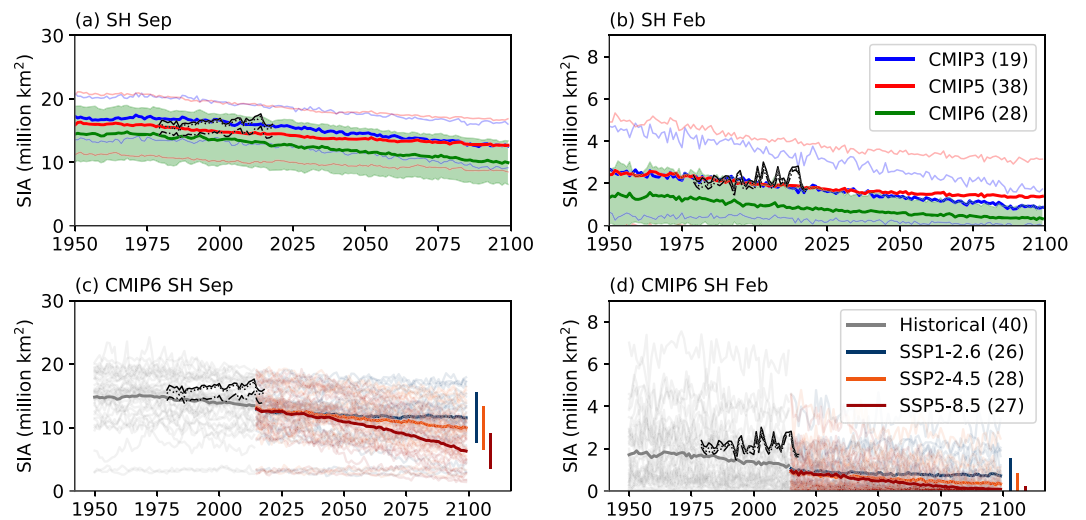 (a) SH Sep
SIA (million km²)
30
20
10
0
1950 1975 2000 2025 2050 2075 2100
(b) SH Feb
SIA (million km²)
8
6
4
2
0
1950 1975 2000 2025 2050 2075 2100
CMIP3 (19)
CMIP5 (38)
CMIP6 (28)
(c) CMIP6 SH Sep
SIA (million km²)
30
20
10
0
1950 1975 2000 2025 2050 2075 2100
(d) CMIP6 SH Feb
SIA (million km²)
8
6
4
2
0
1950 1975 2000 2025 2050 2075 2100
Historical (40)
SSP1-2.6 (26)
SSP2-4.5 (28)
SSP5-8.5 (27)